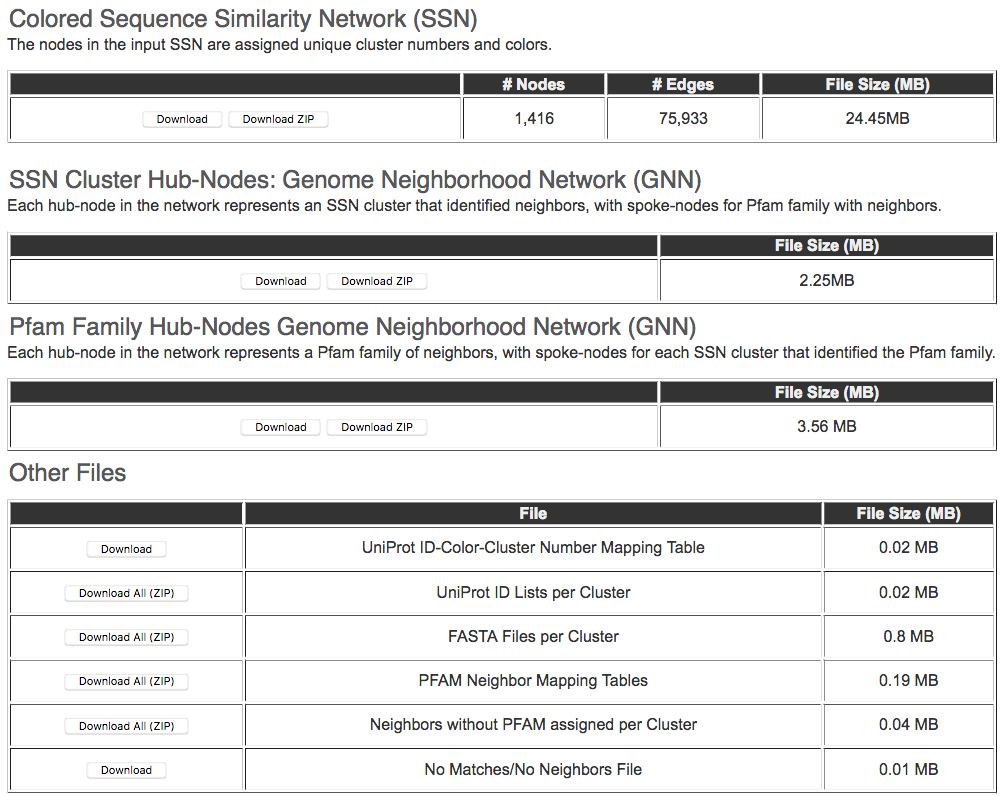 Colored Sequence Similarity Network (SSN)
The nodes in the input SSN are assigned unique cluster numbers and colors.
# Nodes # Edges File Size (MB)
Download Download ZIP 1,416 75,933 24.45MB
SSN Cluster Hub-Nodes: Genome Neighborhood Network (GNN)
Each hub-node in the network represents an SSN cluster that identified neighbors, with spoke-nodes for Pfam family with neighbors.
File Size (MB)
Download Download ZIP 2.25MB
Pfam Family Hub-Nodes Genome Neighborhood Network (GNN)
Each hub-node in the network represents a Pfam family of neighbors, with spoke-nodes for each SSN cluster that identified the Pfam family.
File Size (MB)
Download Download ZIP 3.56 MB
Other Files
File File Size (MB)
Download UniProt ID-Color-Cluster Number Mapping Table 0.02 MB
Download All (ZIP) UniProt ID Lists per Cluster 0.02 MB
Download All (ZIP) FASTA Files per Cluster 0.8 MB
Download All (ZIP) PFAM Neighbor Mapping Tables 0.19 MB
Download All (ZIP) Neighbors without PFAM assigned per Cluster 0.04 MB
Download No Matches/No Neighbors File 0.01 MB